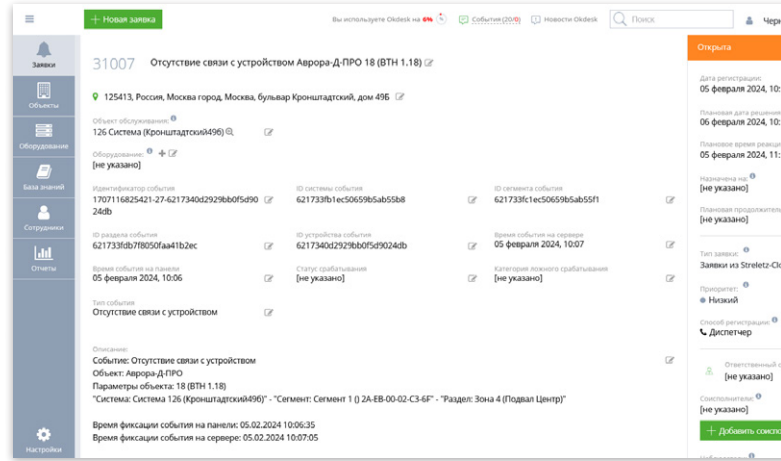 + Новая заявка
Вы используете Okdesk на 6%
События (20/0)
Новости Okdesk
Поиск
Заявки
Объекты
Оборудование
База знаний
Сотрудники
Отчеты
Настройки
31007 Отсутствие связи с устройством Аврора-Д-ПРО 18 (ВТН 1.18)
125413, Россия, Москва город, Москва, бульвар Кронштадтский, дом 49Б
Объект обслуживания:
126 Система (Кронштадтский49б)
Оборудование:
[не указано]
Идентификатор события
1707116825421-27-6217340d2929bb0f5d90
24db
ID системы события
621733fb1ec50659b5ab55b8
ID сегмента события
621733fc1ec50659b5ab55f1
ID раздела события
621733fdb7f8050faa41b2ec
ID устройства события
6217340d2929bb0f5d9024db
Время события на сервере
05 февраля 2024, 10:07
Время события на панели
05 февраля 2024, 10:06
Статус срабатывания
[не указано]
Категория ложного срабатывания
[не указано]
Тип события
Отсутствие связи с устройством
Описание:
Событие: Отсутствие связи с устройством
Объект: Аврора-Д-ПРО
Параметры объекта: 18 (ВТН 1.18)
"Система: Система 126 (Кронштадтский49б)" - "Сегмент: Сегмент 1 () 2A-EB-00-02-C3-6F" - "Раздел: Зона 4 (Подвал Центр)"
Время фиксации события на панели: 05.02.2024 10:06:35
Время фиксации события на сервере: 05.02.2024 10:07:05
Черн
Открыта
Дата регистрации:
05 февраля 2024, 10:
Плановая дата решения
06 февраля 2024, 10:
Плановое время реакци
05 февраля 2024, 11:
Назначена на:
[не указано]
Плановая продолжитель
[не указано]
Тип заявки:
Заявки из Streletz-Clo
Приоритет:
Низкий
Способ регистрации:
Диспетчер
Ответственный с
[не указано]
Соисполнители:
[не указано]
+ Добавить соиспо